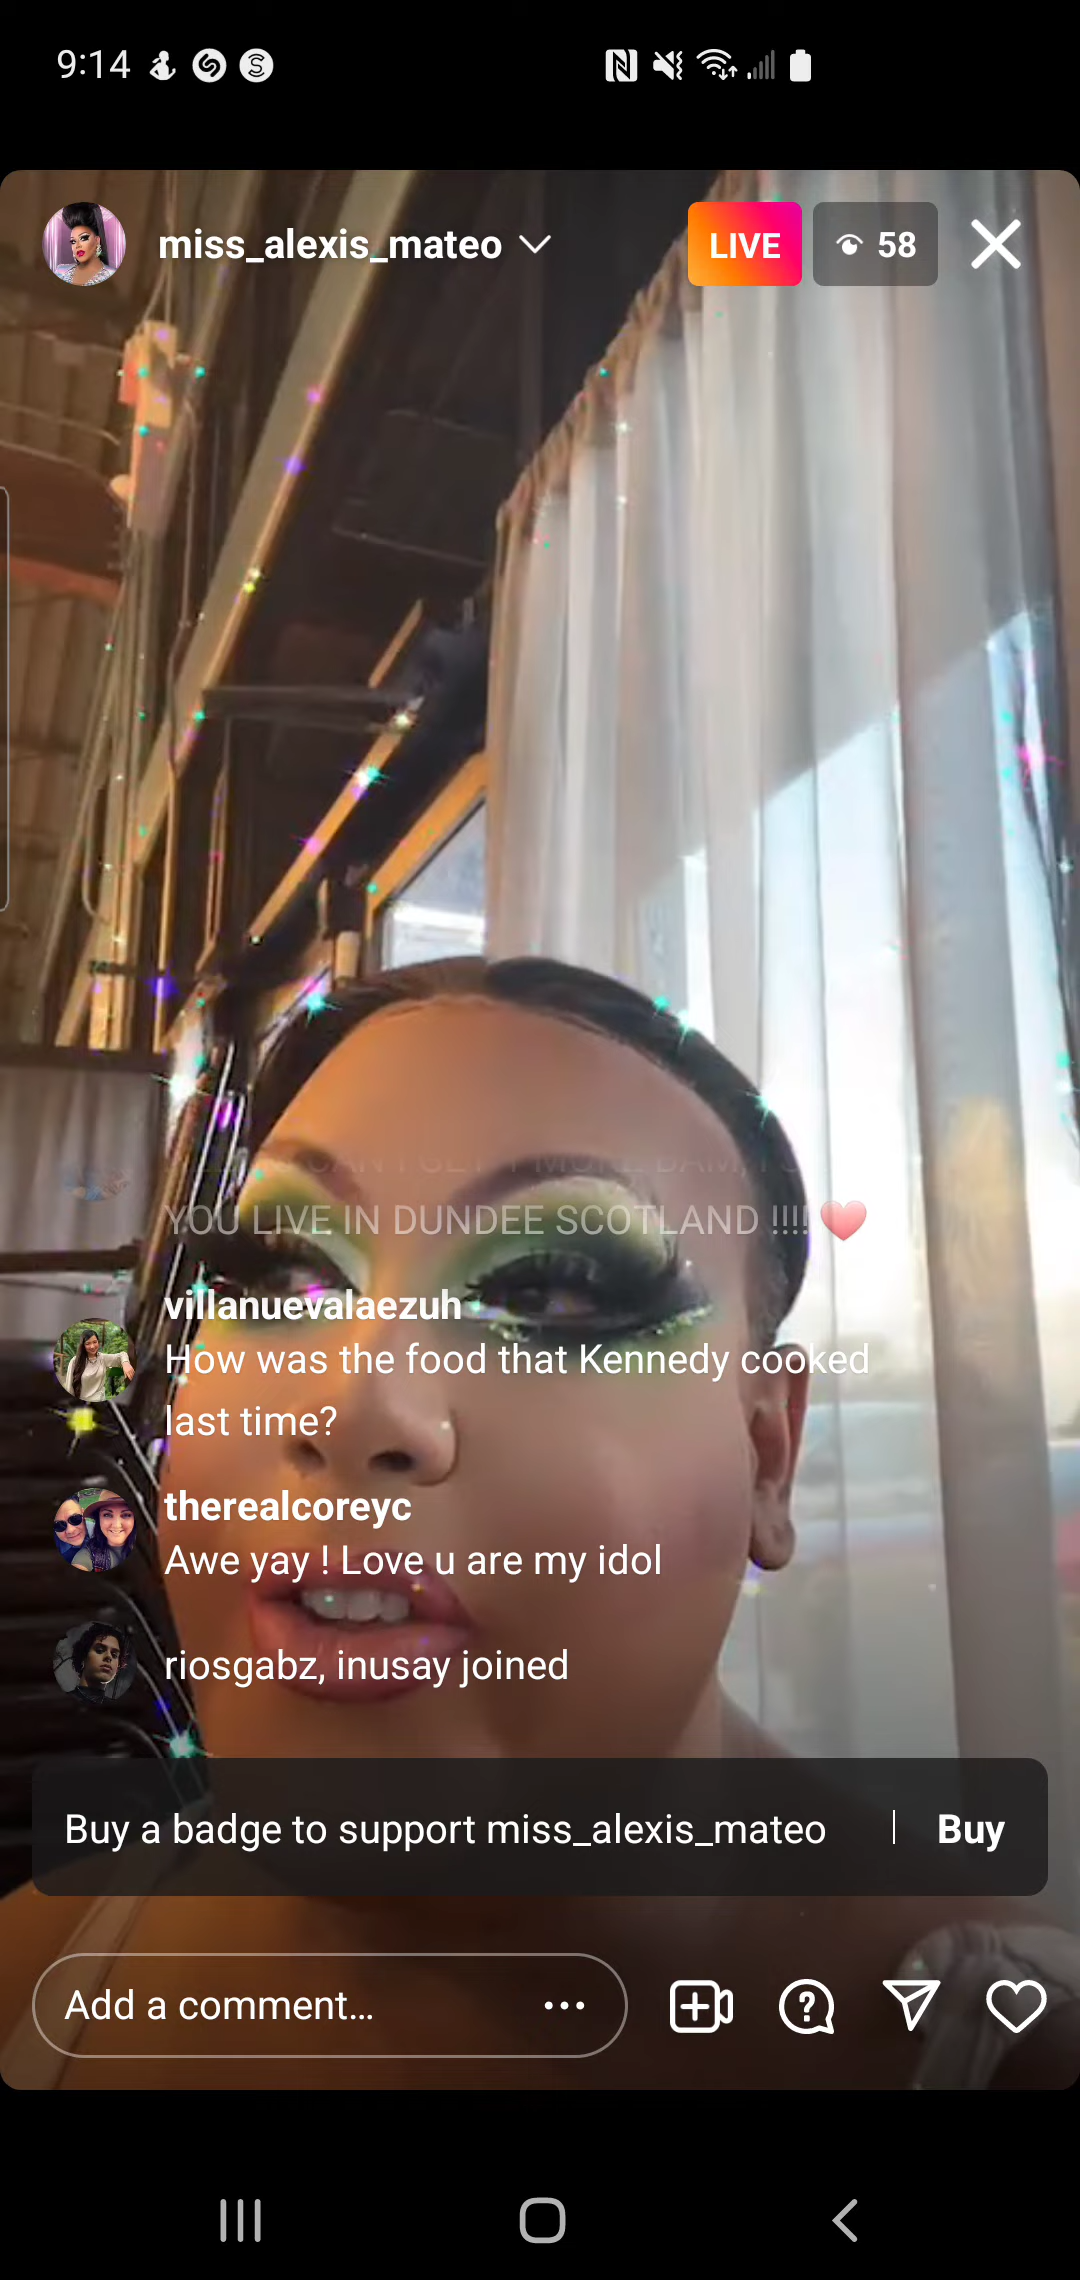 9:14
miss_alexis_mateo
LIVE
58
YOU LIVE IN DUNDEE SCOTLAND !!!! ❤️
villanuevalaezuh
How was the food that Kennedy cooked
last time?
therealcoreyc
Awe yay ! Love u are my idol
riosgabz, inusay joined
Buy a badge to support miss_alexis_mateo | Buy
Add a comment...